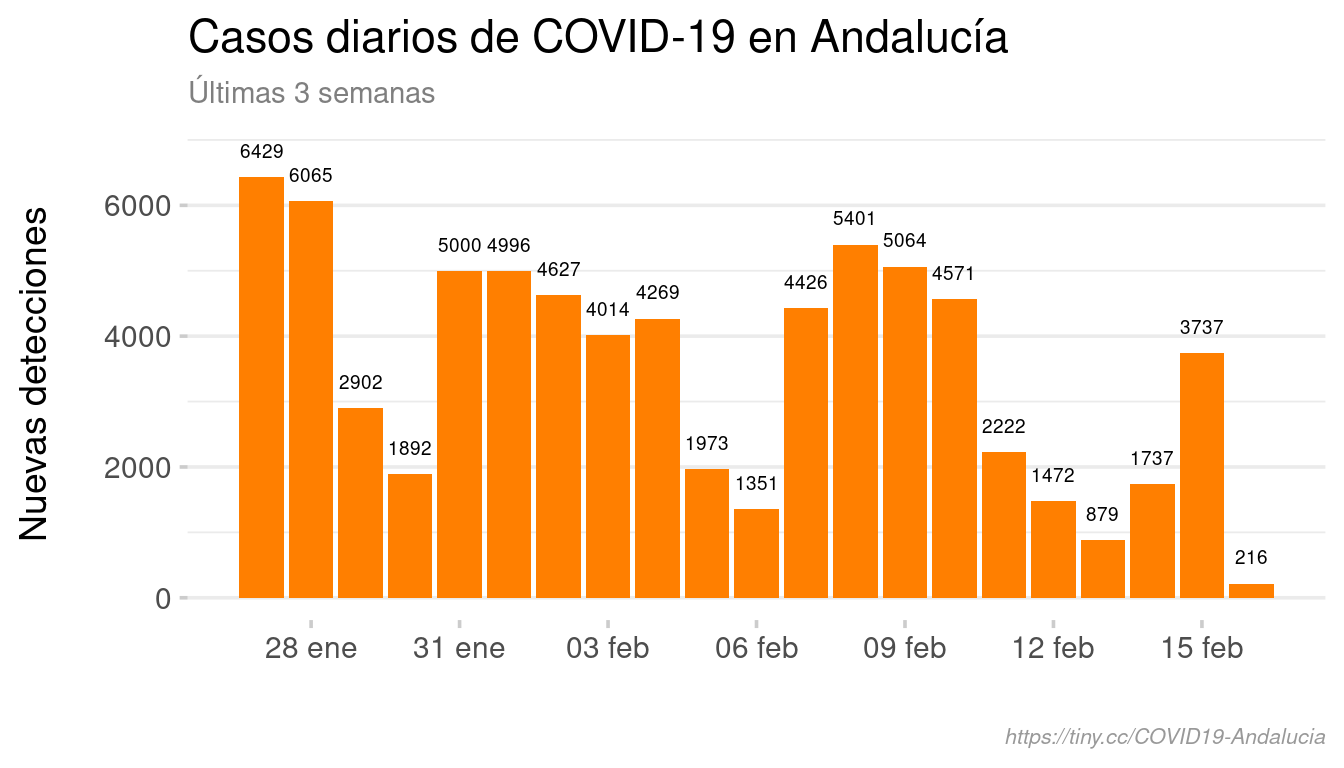 Casos diarios de COVID-19 en Andalucía
Últimas 3 semanas
Nuevas detecciones
6000
4000
2000
0
6429
6065
2902
1892
5000
4996
4627
4014
4269
1973
1351
4426
5401
5064
4571
2222
1472
879
1737
3737
216
28 ene
31 ene
03 feb
06 feb
09 feb
12 feb
15 feb
https://tiny.cc/COVID19-Andalucia